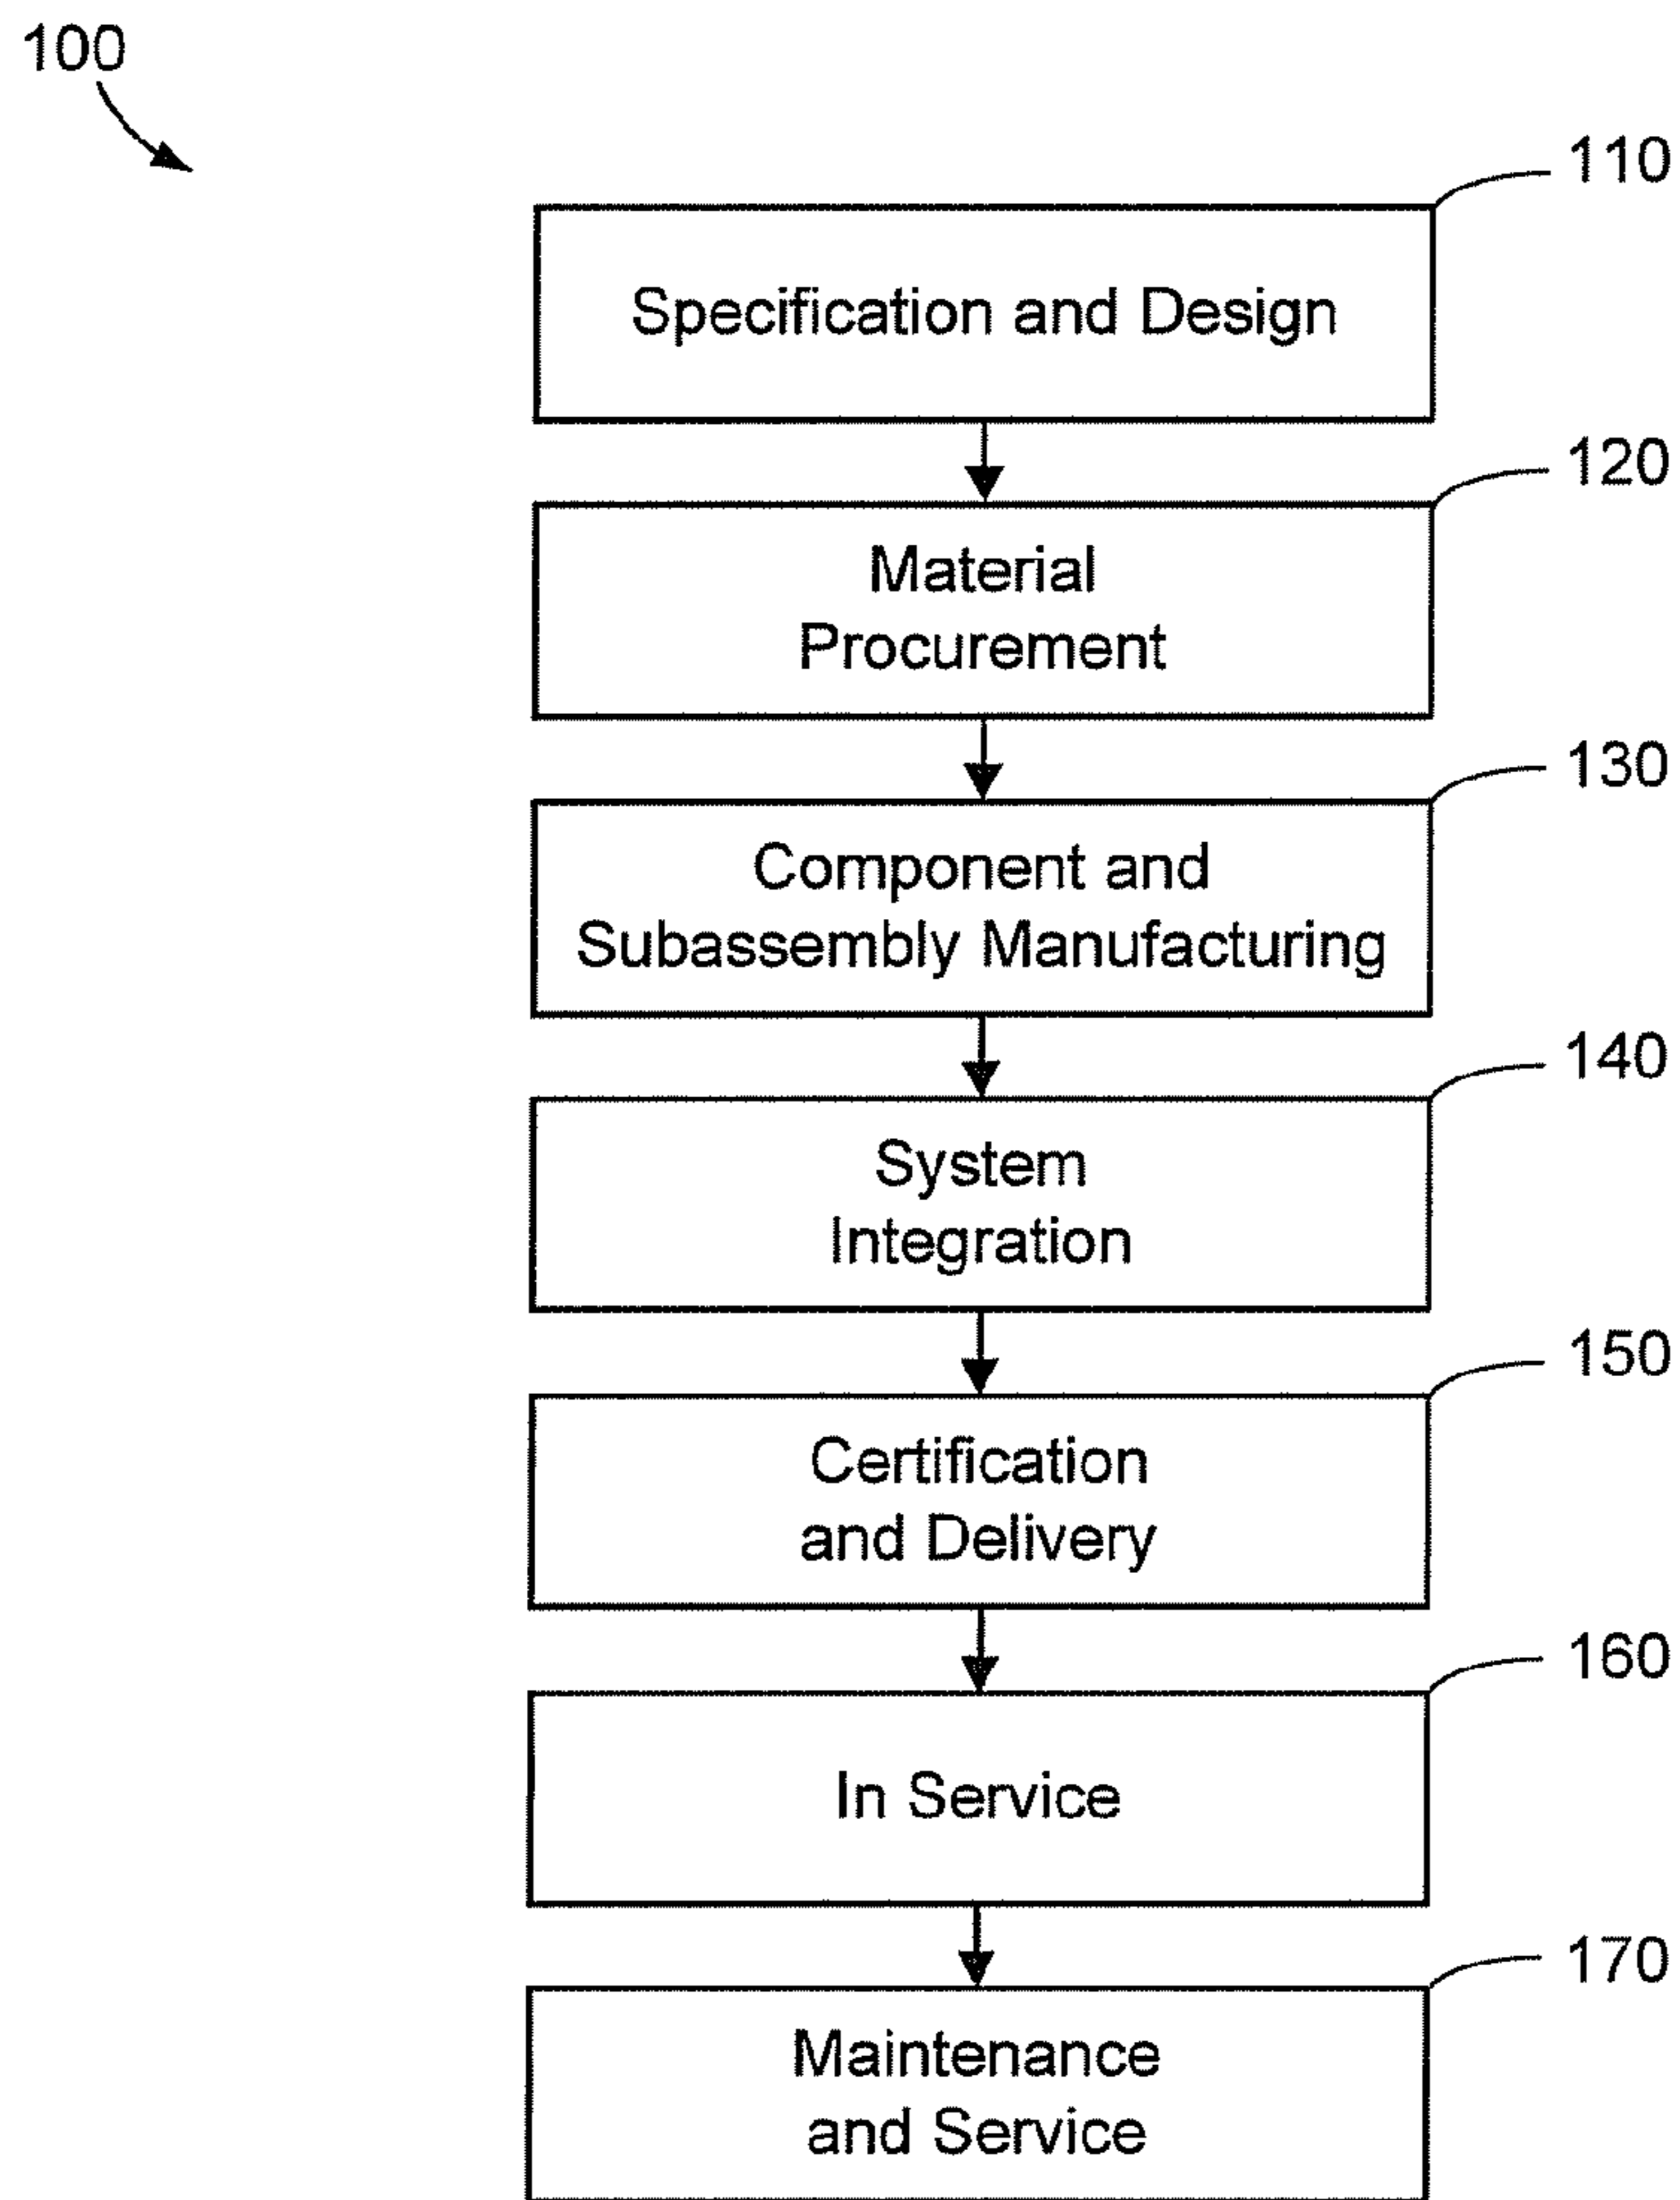 100
110
Specification and Design
120
Material
Procurement
130
Component and
Subassembly Manufacturing
140
System
Integration
150
Certification
and Delivery
160
In Service
170
Maintenance
and Service